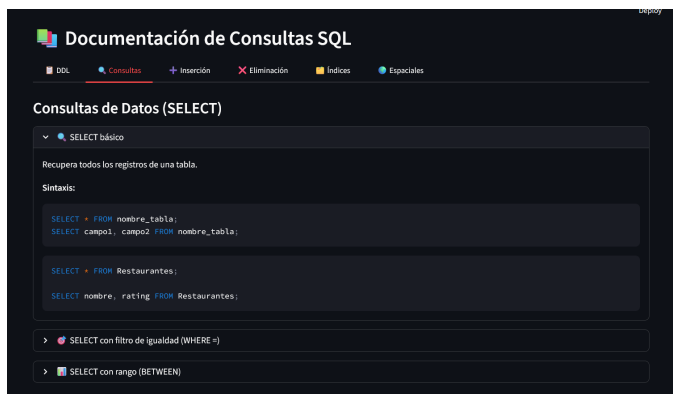 Deploy
Documentación de Consultas SQL
DDL
Consultas
Inserción
Eliminación
Índices
Espaciales
Consultas de Datos (SELECT)
SELECT básico
Recupera todos los registros de una tabla.
Sintaxis:
SELECT * FROM nombre_tabla;
SELECT campo1, campo2 FROM nombre_tabla;
SELECT * FROM Restaurantes;
SELECT nombre, rating FROM Restaurantes;
SELECT con filtro de igualdad (WHERE =)
SELECT con rango (BETWEEN)